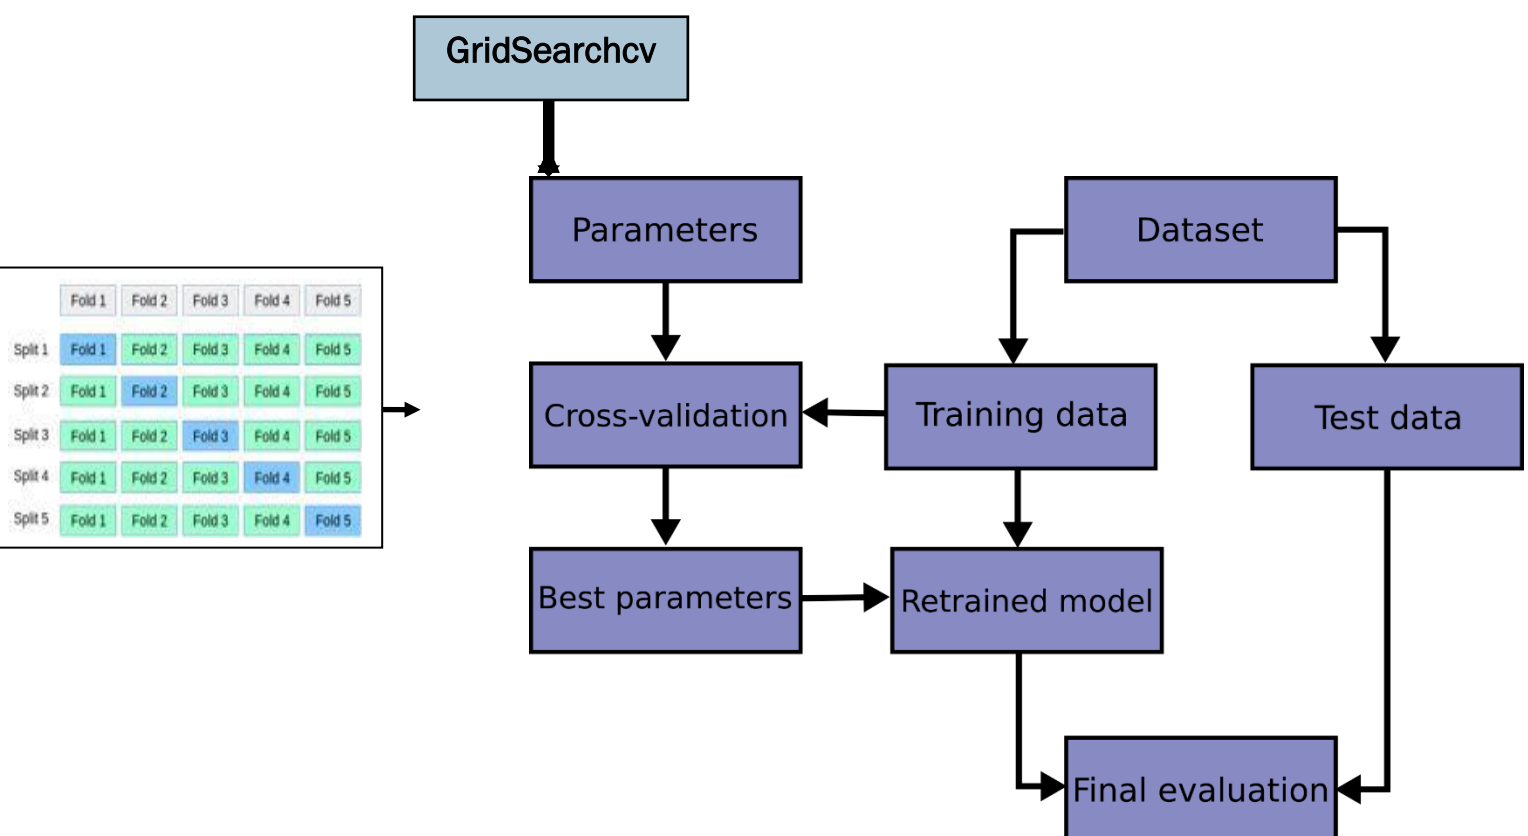 GridSearchcv
Parameters
Dataset
Fold 1 Fold 2 Fold 3 Fold 4 Fold 5
Split 1 Fold 1 Fold 2 Fold 3 Fold 4 Fold 5
Split 2 Fold 1 Fold 2 Fold 3 Fold 4 Fold 5
Split 3 Fold 1 Fold 2 Fold 3 Fold 4 Fold 5
Split 4 Fold 1 Fold 2 Fold 3 Fold 4 Fold 5
Split 5 Fold 1 Fold 2 Fold 3 Fold 4 Fold 5
Cross-validation
Training data
Test data
Best parameters
Retrained model
Final evaluation